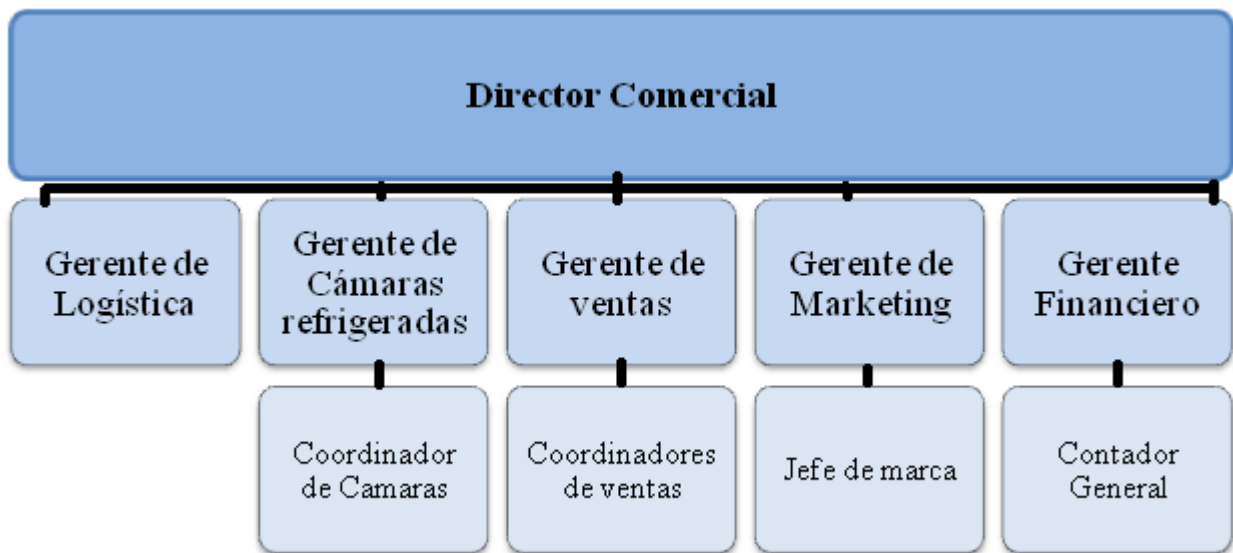 Director Comercial
Gerente de
Logística
Gerente de
Cámaras
refrigeradas
Gerente de
ventas
Gerente de
Marketing
Gerente
Financiero
Coordinador
de Camaras
Coordinadores
de ventas
Jefe de marca
Contador
General